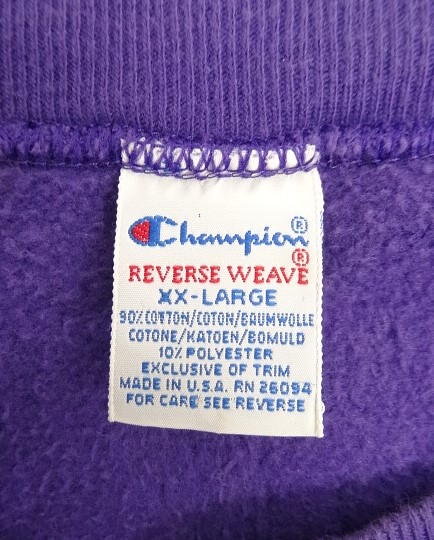 Champion®
REVERSE WEAVE®
XX-LARGE
90% COTTON/COTON/BAUMWOLLE
COTONE/KATOEN/BOMULD
10% POLYESTER
EXCLUSIVE OF TRIM
MADE IN U.S.A. RN 26094
FOR CARE SEE REVERSE